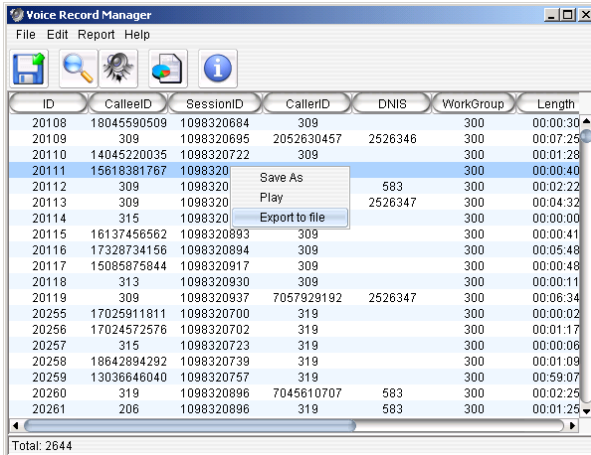 Voice Record Manager
File Edit Report Help
ID CalleeID SessionID CallerID DNIS WorkGroup Length
20108 18045590509 1098320684 309 300 00:00:30
20109 309 1098320695 2052630457 2526346 300 00:07:25
20110 14045220035 1098320722 309 300 00:01:28
20111 15618381767 1098320 300 00:00:40
Save As
20112 309 1098320 583 300 00:02:22
Play
20113 309 1098320 2526347 300 00:04:32
Export to file
20114 315 1098320 300 00:00:00
20115 16137456562 1098320893 309 300 00:00:41
20116 17328734156 1098320894 309 300 00:05:48
20117 15085875844 1098320917 309 300 00:00:48
20118 313 1098320930 309 300 00:00:11
20119 309 1098320937 7057929192 2526347 300 00:06:34
20255 17025911811 1098320700 319 300 00:00:02
20256 17024572576 1098320702 319 300 00:01:17
20257 315 1098320723 319 300 00:00:06
20258 18642894292 1098320739 319 300 00:01:09
20259 13036646040 1098320757 319 300 00:59:07
20260 319 1098320896 7045610707 583 300 00:02:25
20261 206 1098320896 319 583 300 00:01:25
Total: 2644